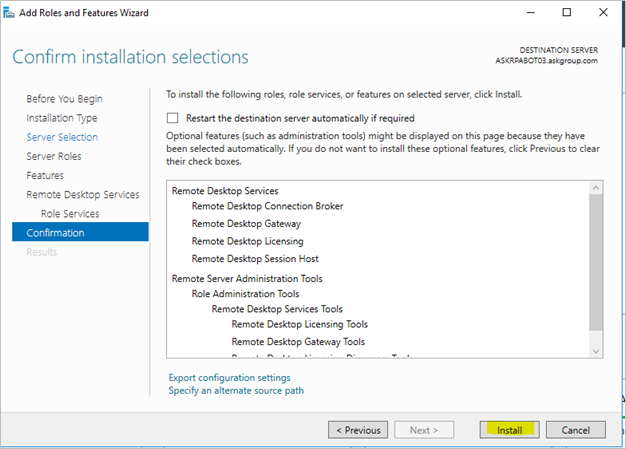 Add Roles and Features Wizard
Confirm installation selections
DESTINATION SERVER
ASKRPABOT03.askgroup.com
Before You Begin
Installation Type
Server Selection
Server Roles
Features
Remote Desktop Services
Role Services
Confirmation
Results
To install the following roles, role services, or features on selected server, click Install.
Restart the destination server automatically if required
Optional features (such as administration tools) might be displayed on this page because they have
been selected automatically. If you do not want to install these optional features, click Previous to clear
their check boxes.
Remote Desktop Services
Remote Desktop Connection Broker
Remote Desktop Gateway
Remote Desktop Licensing
Remote Desktop Session Host
Remote Server Administration Tools
Role Administration Tools
Remote Desktop Services Tools
Remote Desktop Licensing Tools
Remote Desktop Gateway Tools
Export configuration settings
Specify an alternate source path
< Previous
Next >
Install
Cancel